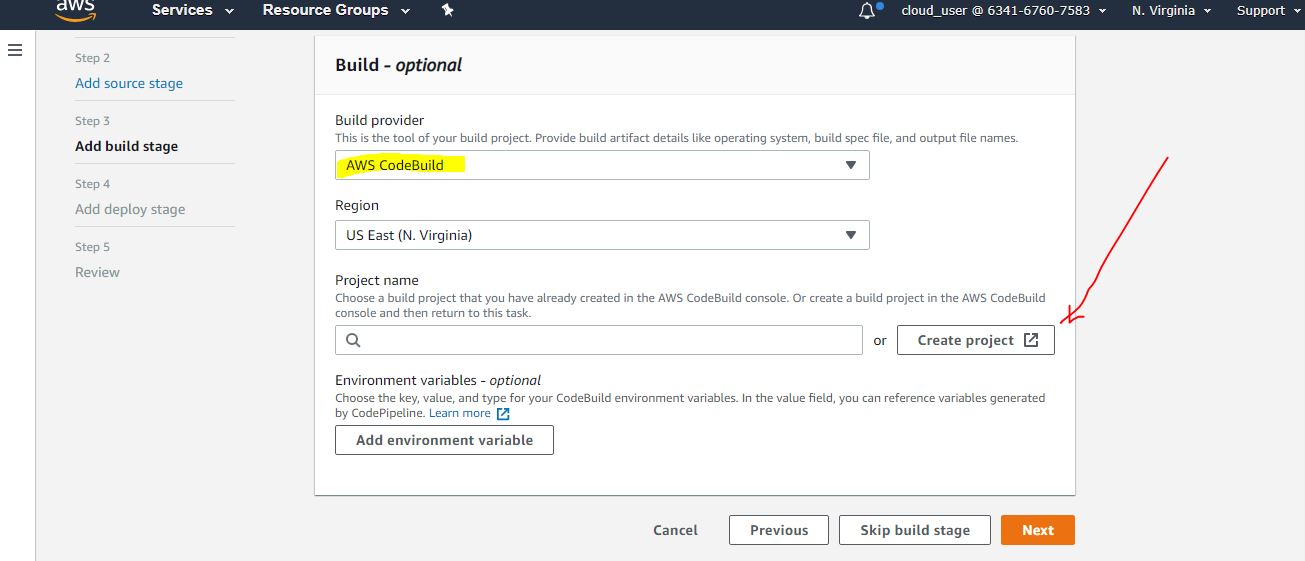 aws
Services
Resource Groups
cloud_user @ 6341-6760-7583
N. Virginia
Support
Step 2
Add source stage
Step 3
Add build stage
Step 4
Add deploy stage
Step 5
Review
Build - optional
Build provider
This is the tool of your build project. Provide build artifact details like operating system, build spec file, and output file names.
AWS CodeBuild
Region
US East (N. Virginia)
Project name
Choose a build project that you have already created in the AWS CodeBuild console. Or create a build project in the AWS CodeBuild
console and then return to this task.
or
Create project
Environment variables - optional
Choose the key, value, and type for your CodeBuild environment variables. In the value field, you can reference variables generated
by CodePipeline. Learn more
Add environment variable
Cancel
Previous
Skip build stage
Next